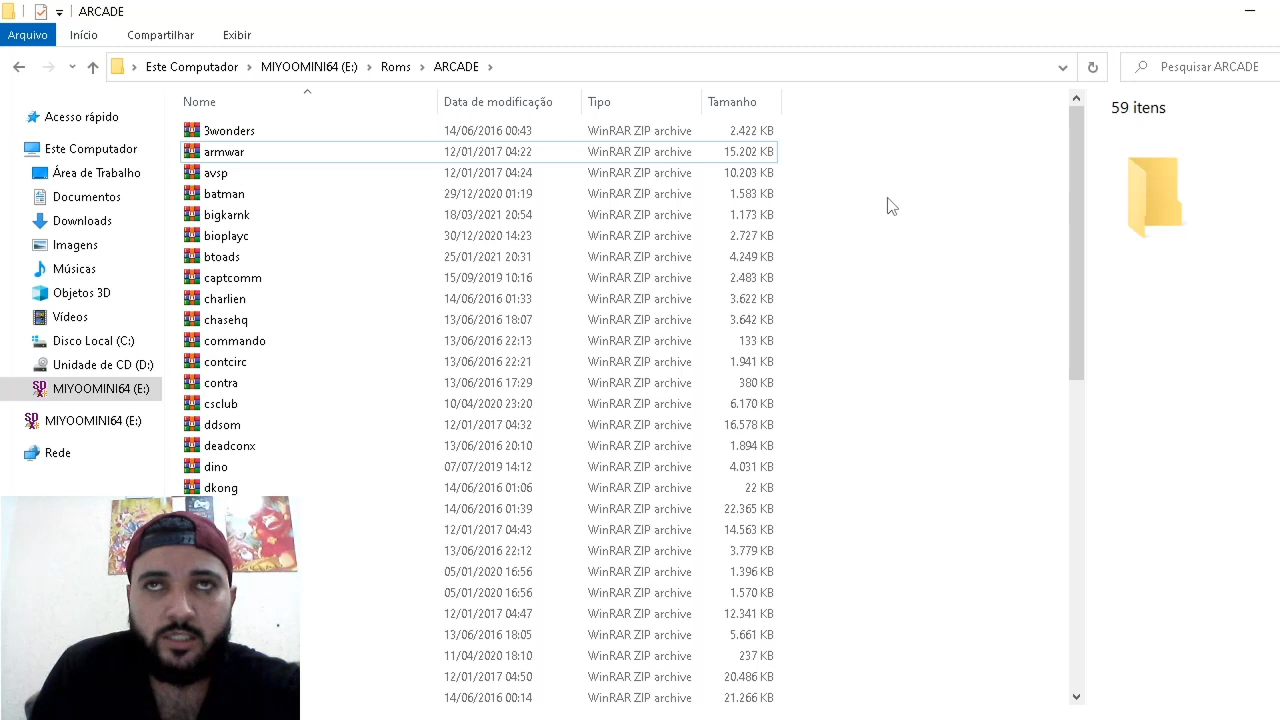 ARCADE
Arquivo Início Compartilhar Exibir
Este Computador MIYOOMINI64 (E:) Roms ARCADE Pesquisar ARCADE
Nome Data de modificação Tipo Tamanho
59 itens
Acesso rápido
Este Computador
Área de Trabalho
Documentos
Downloads
Imagens
Músicas
Objetos 3D
Vídeos
Disco Local (C:)
Unidade de CD (D:)
MIYOOMINI64 (E:)
MIYOOMINI64 (E:)
Rede
3wonders 14/06/2016 00:43 WinRAR ZIP archive 2.422 KB
armwar 12/01/2017 04:22 WinRAR ZIP archive 15.202 KB
avsp 12/01/2017 04:24 WinRAR ZIP archive 10.203 KB
batman 29/12/2020 01:19 WinRAR ZIP archive 1.583 KB
bigkarnk 18/03/2021 20:54 WinRAR ZIP archive 1.173 KB
bioplayc 30/12/2020 14:23 WinRAR ZIP archive 2.727 KB
btoads 25/01/2021 20:31 WinRAR ZIP archive 4.249 KB
captcomm 15/09/2019 10:16 WinRAR ZIP archive 2.483 KB
charlien 14/06/2016 01:33 WinRAR ZIP archive 3.622 KB
chasehq 13/06/2016 18:07 WinRAR ZIP archive 3.642 KB
commando 13/06/2016 22:13 WinRAR ZIP archive 133 KB
contcirc 13/06/2016 22:21 WinRAR ZIP archive 1.941 KB
contra 13/06/2016 17:29 WinRAR ZIP archive 380 KB
csclub 10/04/2020 23:20 WinRAR ZIP archive 6.170 KB
ddsom 12/01/2017 04:32 WinRAR ZIP archive 16.578 KB
deadconx 13/06/2016 20:10 WinRAR ZIP archive 1.894 KB
dino 07/07/2019 14:12 WinRAR ZIP archive 4.031 KB
dkong 14/06/2016 01:06 WinRAR ZIP archive 22 KB
14/06/2016 01:39 WinRAR ZIP archive 22.365 KB
12/01/2017 04:43 WinRAR ZIP archive 14.563 KB
13/06/2016 22:12 WinRAR ZIP archive 3.779 KB
05/01/2020 16:56 WinRAR ZIP archive 1.396 KB
05/01/2020 16:56 WinRAR ZIP archive 1.570 KB
12/01/2017 04:47 WinRAR ZIP archive 12.341 KB
13/06/2016 18:05 WinRAR ZIP archive 5.661 KB
11/04/2020 18:10 WinRAR ZIP archive 237 KB
12/01/2017 04:50 WinRAR ZIP archive 20.486 KB
14/06/2016 00:14 WinRAR ZIP archive 21.266 KB